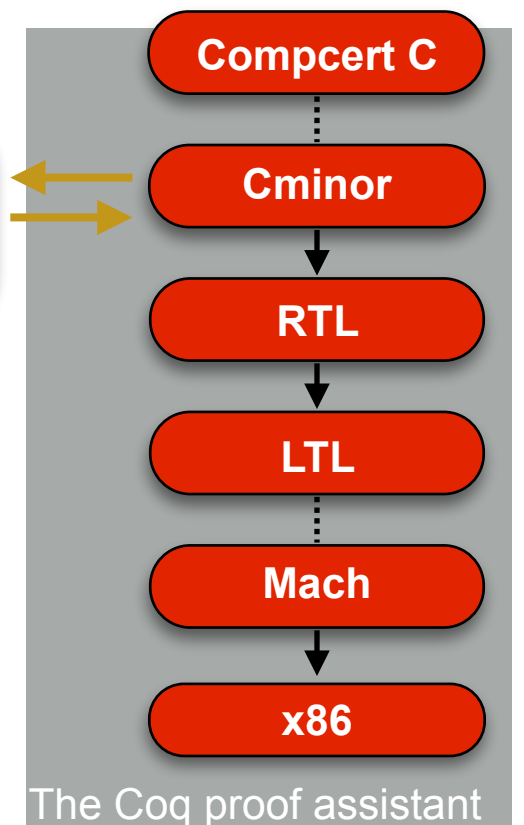 Compcert C
Cminor
RTL
LTL
Mach
x86
The Coq proof assistant